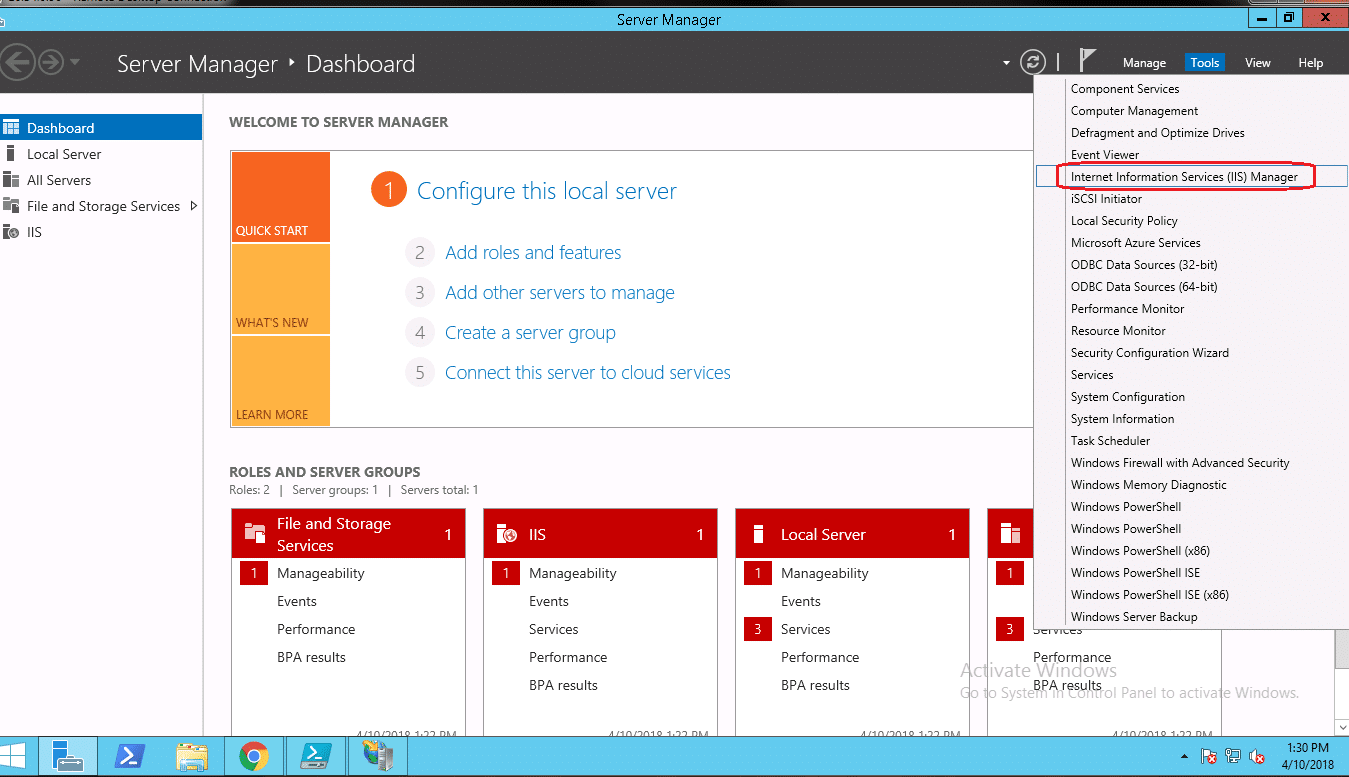 Server Manager
Server Manager
Dashboard
Manage
Tools
View
Help
Dashboard
Local Server
All Servers
File and Storage Services
IIS
WELCOME TO SERVER MANAGER
QUICK START
WHAT'S NEW
LEARN MORE
1 Configure this local server
2 Add roles and features
3 Add other servers to manage
4 Create a server group
5 Connect this server to cloud services
Component Services
Computer Management
Defragment and Optimize Drives
Event Viewer
Internet Information Services (IIS) Manager
iSCSI Initiator
Local Security Policy
Microsoft Azure Services
ODBC Data Sources (32-bit)
ODBC Data Sources (64-bit)
Performance Monitor
Resource Monitor
Security Configuration Wizard
Services
System Configuration
System Information
Task Scheduler
Windows Firewall with Advanced Security
Windows Memory Diagnostic
Windows PowerShell
Windows PowerShell
Windows PowerShell (x86)
Windows PowerShell ISE
Windows PowerShell ISE (x86)
Windows Server Backup
ROLES AND SERVER GROUPS
Roles: 2 | Server groups: 1 | Servers total: 1
File and Storage
Services
1
1 Manageability
Events
Performance
BPA results
4/10/2018 1:22 PM
IIS 1
1 Manageability
Events
Services
Performance
BPA results
4/10/2018 1:22 PM
Local Server 1
1 Manageability
Events
3 Services
Performance
BPA results
4/10/2018 1:22 PM
1
3 Services
Performance
BPA results
4/10/2018 1:22 PM
Activate Windows
Go to System in Control Panel to activate Windows.
1:30 PM
4/10/2018